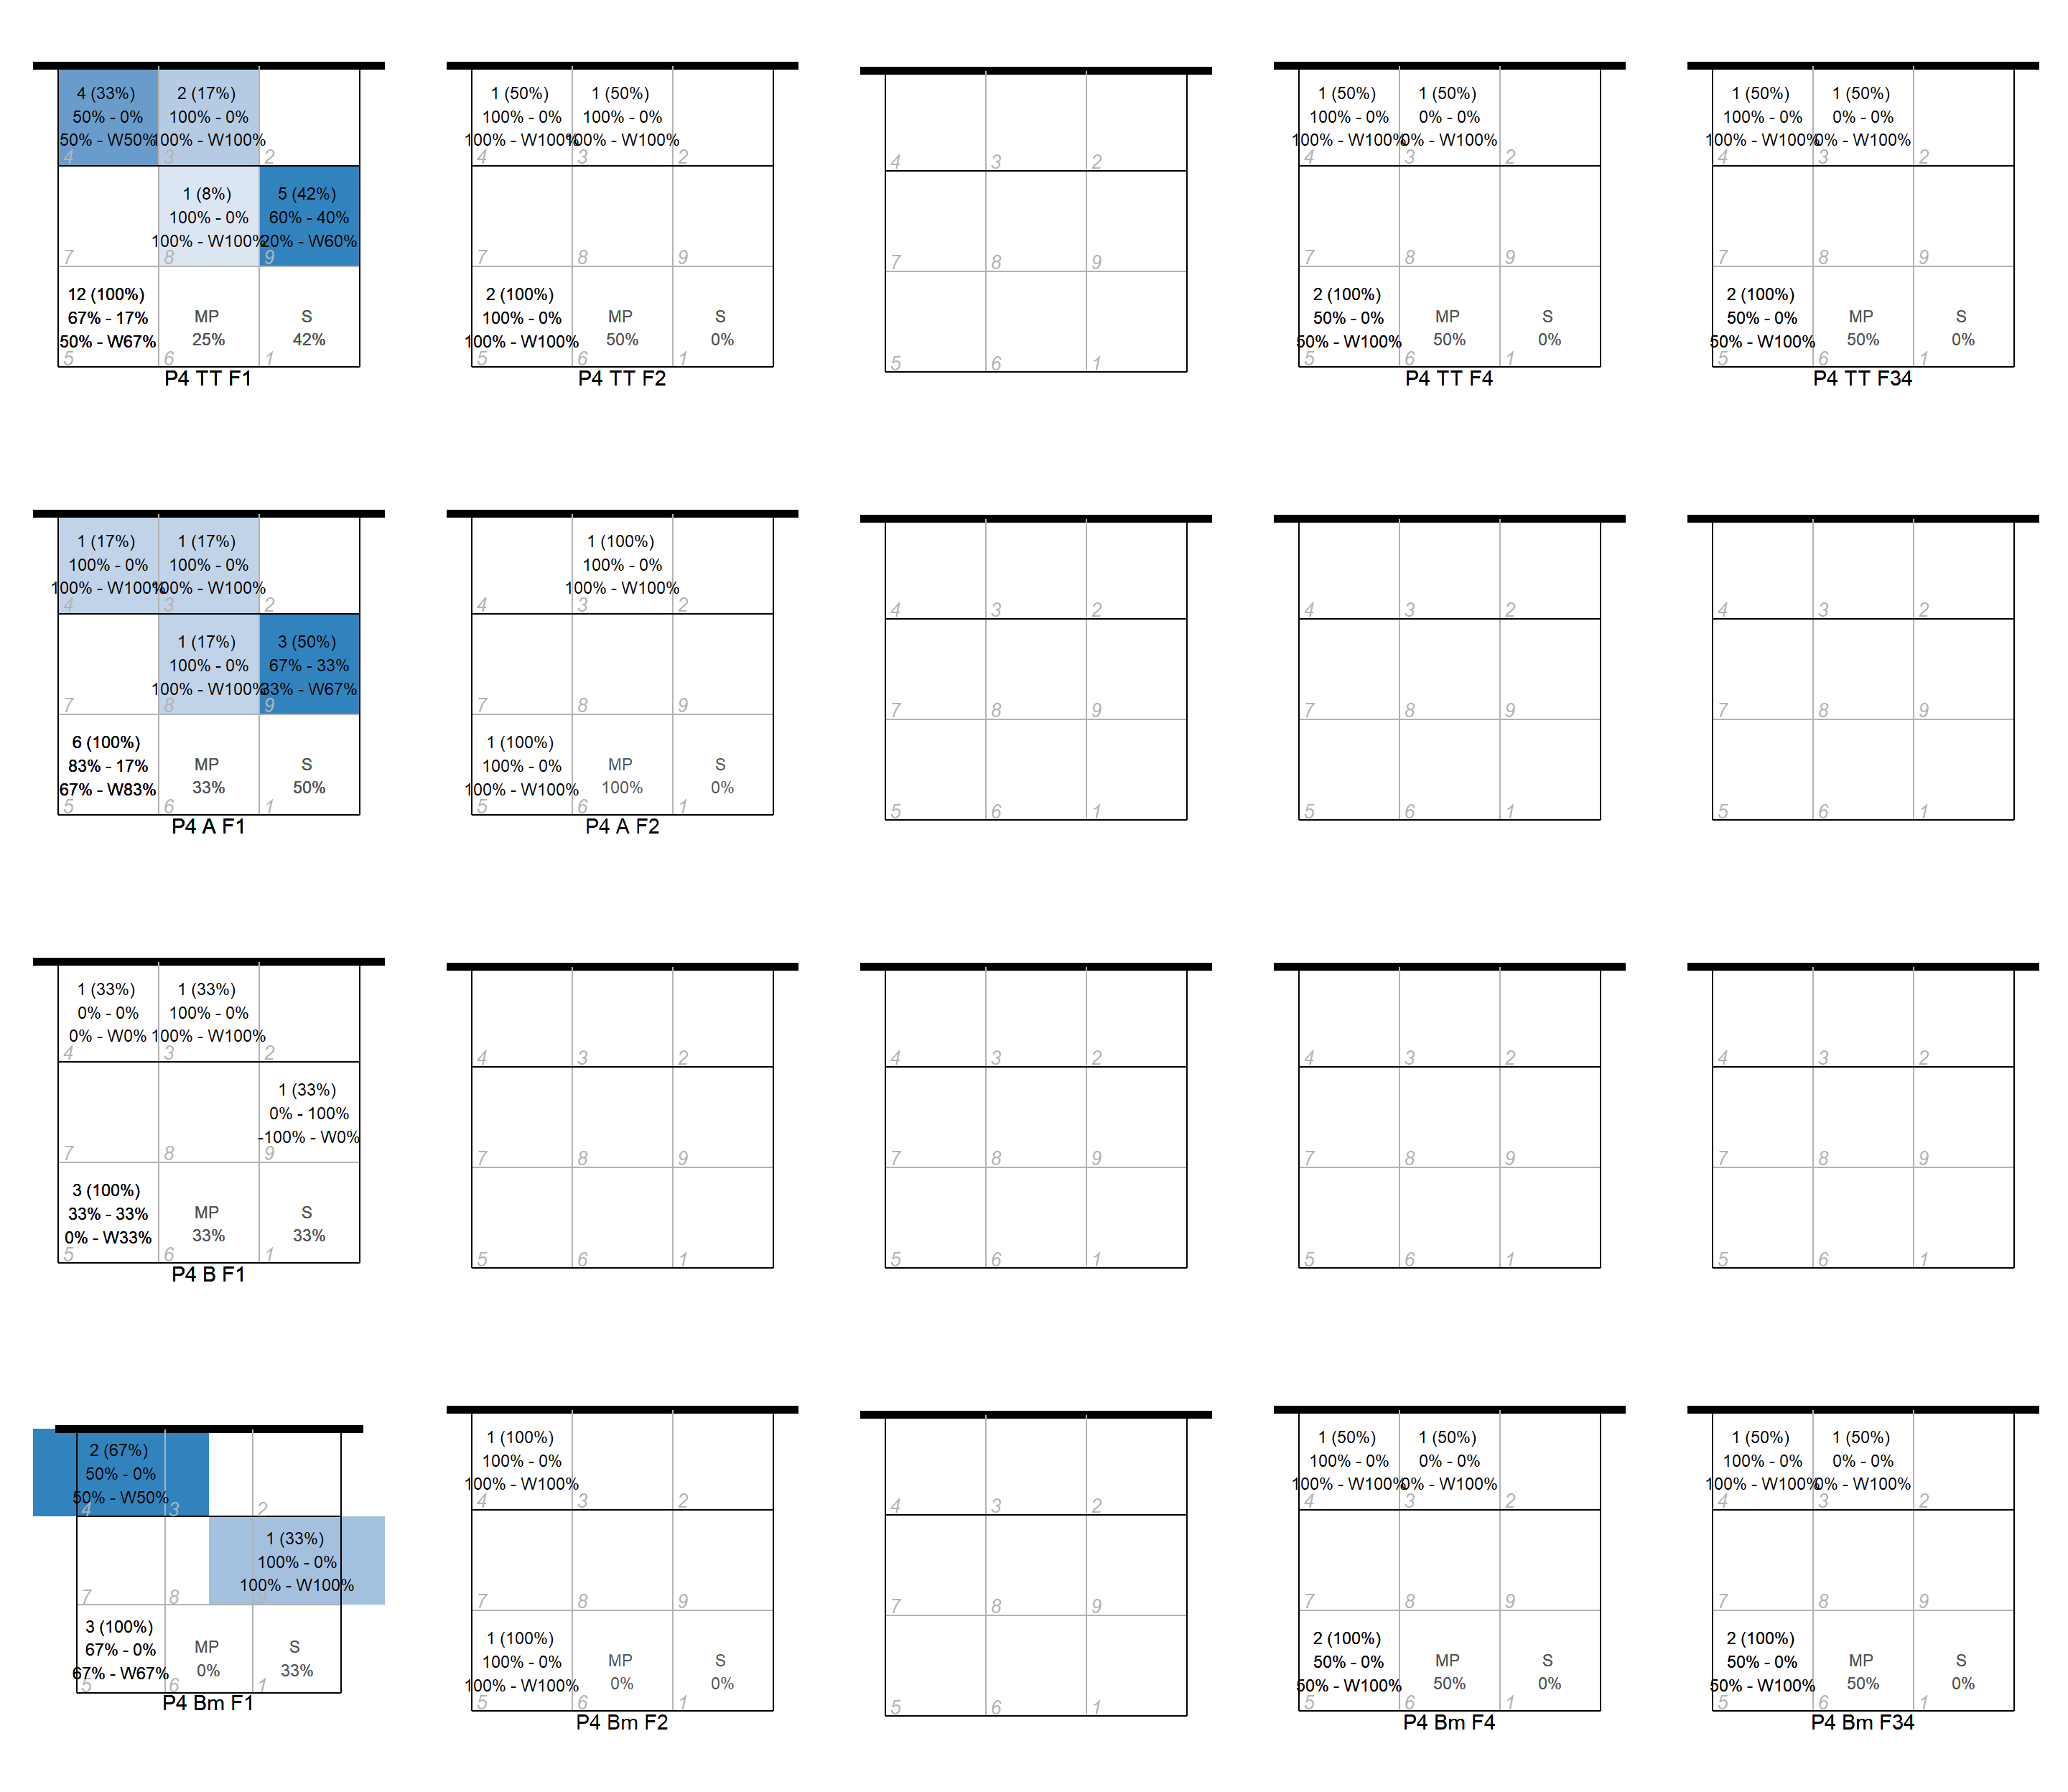 4 (33%)
50% - 0%
50% - W50%
4
2 (17%)
100% - 0%
100% - W100%
3
2
7
1 (8%)
100% - 0%
100% - W100%
8
5 (42%)
60% - 40%
20% - W60%
9
12 (100%)
67% - 17%
50% - W67%
5
MP
25%
6
S
42%
1
P4 TT F1
1 (50%)
100% - 0%
100% - W100%
4
1 (50%)
100% - 0%
100% - W100%
3
2
7
8
9
2 (100%)
100% - 0%
100% - W100%
5
MP
50%
6
S
0%
1
P4 TT F2
4
3
2
7
8
9
5
6
1
1 (50%)
100% - 0%
100% - W100%
4
1 (50%)
0% - 0%
0% - W100%
3
2
7
8
9
2 (100%)
50% - 0%
50% - W100%
5
MP
50%
6
S
0%
1
P4 TT F4
1 (50%)
100% - 0%
100% - W100%
4
1 (50%)
0% - 0%
0% - W100%
3
2
7
8
9
2 (100%)
50% - 0%
50% - W100%
5
MP
50%
6
S
0%
1
P4 TT F34
1 (17%)
100% - 0%
100% - W100%
4
1 (17%)
100% - 0%
100% - W100%
3
2
7
1 (17%)
100% - 0%
100% - W100%
8
3 (50%)
67% - 33%
33% - W67%
9
6 (100%)
83% - 17%
67% - W83%
5
MP
33%
6
S
50%
1
P4 A F1
4
1 (100%)
100% - 0%
100% - W100%
3
2
7
8
9
1 (100%)
100% - 0%
100% - W100%
5
MP
100%
6
S
0%
1
P4 A F2
4
3
2
7
8
9
5
6
1
4
3
2
7
8
9
5
6
1
4
3
2
7
8
9
5
6
1
1 (33%)
0% - 0%
0% - W0%
4
1 (33%)
100% - 0%
100% - W100%
3
2
7
8
1 (33%)
0% - 100%
-100% - W0%
9
3 (100%)
33% - 33%
0% - W33%
5
MP
33%
6
S
33%
1
P4 B F1
4
3
2
7
8
9
5
6
1
4
3
2
7
8
9
5
6
1
4
3
2
7
8
9
5
6
1
4
3
2
7
8
9
5
6
1
2 (67%)
50% - 0%
50% - W50%
4
3
2
7
8
1 (33%)
100% - 0%
100% - W100%
9
3 (100%)
67% - 0%
67% - W67%
5
MP
0%
6
S
33%
1
P4 Bm F1
1 (100%)
100% - 0%
100% - W100%
4
3
2
7
8
9
1 (100%)
100% - 0%
100% - W100%
5
MP
0%
6
S
0%
1
P4 Bm F2
4
3
2
7
8
9
5
6
1
1 (50%)
100% - 0%
100% - W100%
4
1 (50%)
0% - 0%
0% - W100%
3
2
7
8
9
2 (100%)
50% - 0%
50% - W100%
5
MP
50%
6
S
0%
1
P4 Bm F4
1 (50%)
100% - 0%
100% - W100%
4
1 (50%)
0% - 0%
0% - W100%
3
2
7
8
9
2 (100%)
50% - 0%
50% - W100%
5
MP
50%
6
S
0%
1
P4 Bm F34